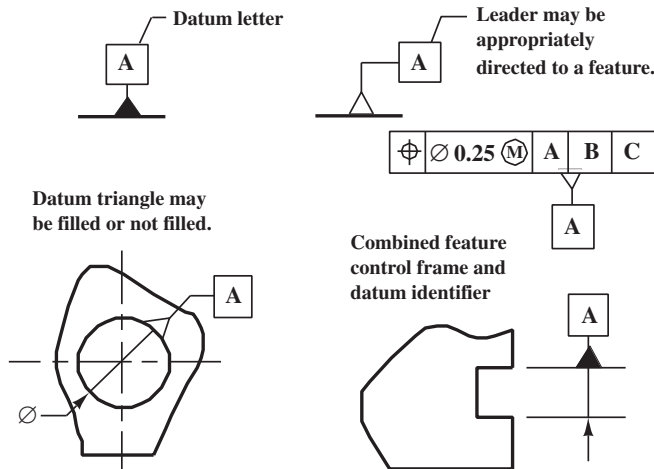 Datum letter
A
Leader may be
appropriately
directed to a feature.
A
⌖ ∅ 0.25 Ⓜ A B C
A
Datum triangle may
be filled or not filled.
A
∅
Combined feature
control frame and
datum identifier
A